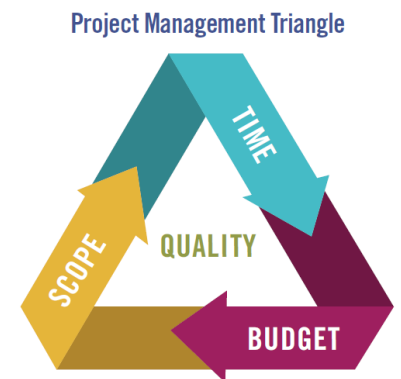 Project Management Triangle
TIME
SCOPE
QUALITY
BUDGET